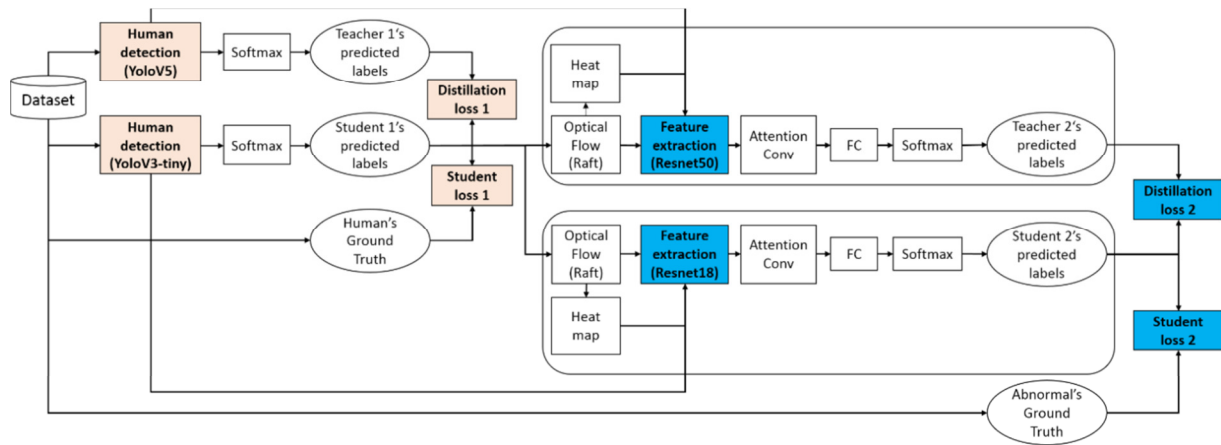 Dataset
Human
detection
(YoloV5)
Softmax
Teacher 1's
predicted
labels
Distillation
loss 1
Human
detection
(YoloV3-tiny)
Softmax
Student 1's
predicted
labels
Student
loss 1
Human's
Ground
Truth
Heat
map
Optical
Flow
(Raft)
Feature
extraction
(Resnet50)
Attention
Conv
FC
Softmax
Teacher 2's
predicted
labels
Distillation
loss 2
Optical
Flow
(Raft)
Feature
extraction
(Resnet18)
Attention
Conv
FC
Softmax
Student 2's
predicted
labels
Heat
map
Student
loss 2
Abnormal's
Ground
Truth